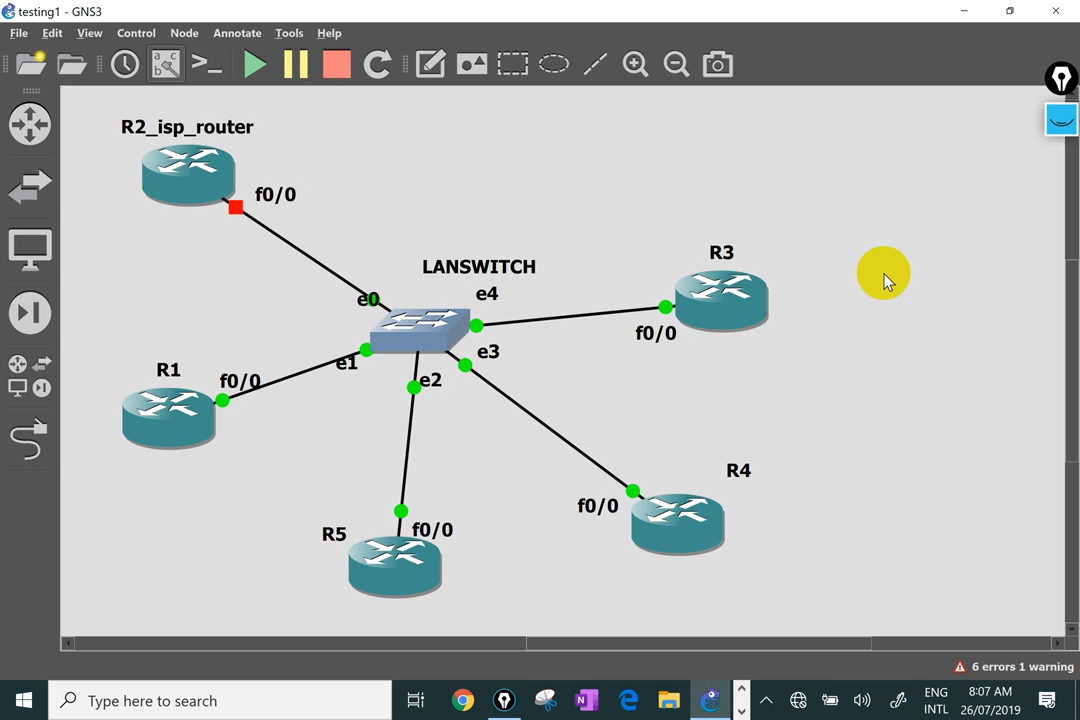 testing1 - GNS3
File Edit View Control Node Annotate Tools Help
R2_isp_router
f0/0
LANSWITCH
R3
e0
e4
f0/0
e3
e1
R1
f0/0
e2
R4
f0/0
R5
f0/0
6 errors 1 warning
Type here to search
ENG
INTL
8:07 AM
26/07/2019